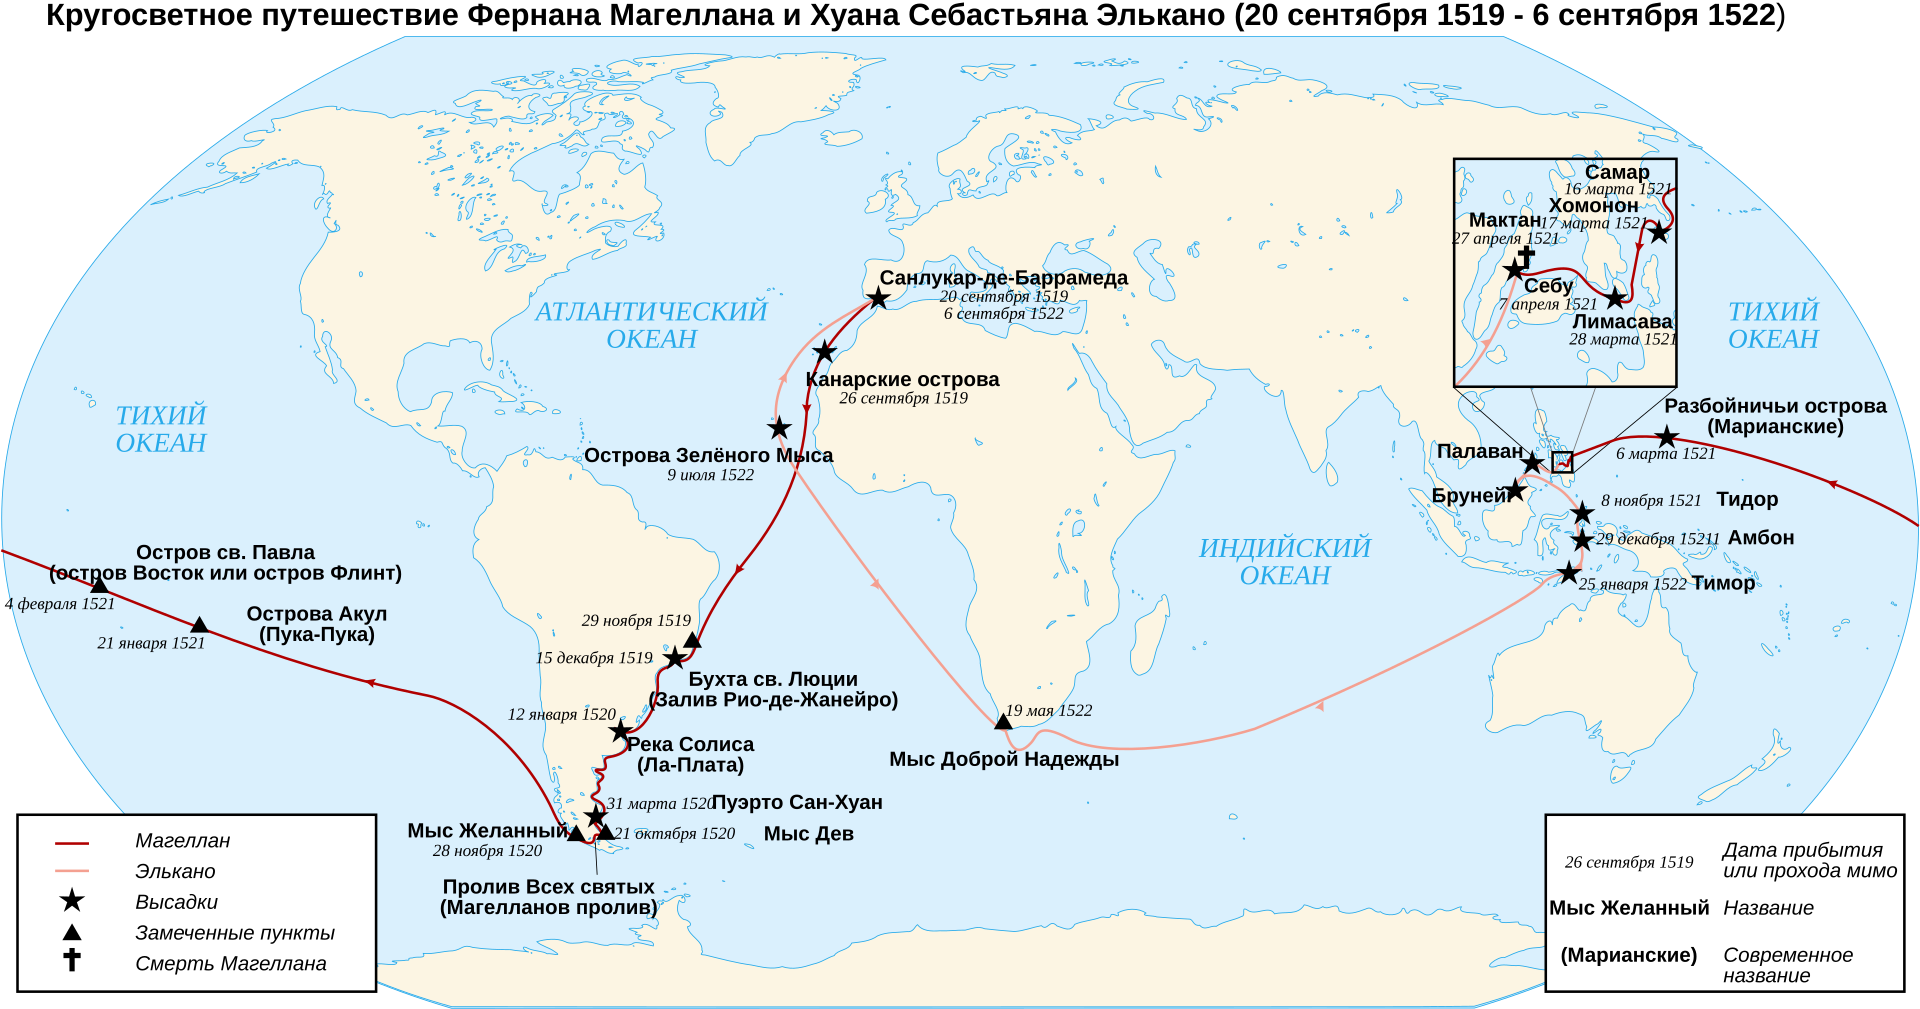 Кругосветное путешествие Фернана Магеллана и Хуана Себастьяна Элькано (20 сентября 1519 - 6 сентября 1522)
Самар
16 марта 1521
Хомонон
17 марта 1521
Мактан
27 апреля 1521
Себу
7 апреля 1521
Лимасава
28 марта 1521
Санлукар-де-Баррамеда
20 сентября 1519
6 сентября 1522
АТЛАНТИЧЕСКИЙ
ОКЕАН
ТИХИЙ
ОКЕАН
Канарские острова
26 сентября 1519
ТИХИЙ
ОКЕАН
Разбойничьи острова
(Марианские)
6 марта 1521
Острова Зелёного Мыса
9 июля 1522
Палаван
Бруней
8 ноября 1521 Тидор
29 декабря 15211 Амбон
25 января 1522 Тимор
ИНДИЙСКИЙ
ОКЕАН
Остров св. Павла
(остров Восток или остров Флинт)
4 февраля 1521
Острова Акул
(Пука-Пука)
21 января 1521
29 ноября 1519
15 декабря 1519
Бухта св. Люции
(Залив Рио-де-Жанейро)
12 января 1520
Река Солиса
(Ла-Плата)
19 мая 1522
Мыс Доброй Надежды
31 марта 1520 Пуэрто Сан-Хуан
21 октября 1520 Мыс Дев
Мыс Желанный
28 ноября 1520
Пролив Всех святых
(Магелланов пролив)
Магеллан
Элькано
Высадки
Замеченные пункты
Смерть Магеллана
26 сентября 1519
Дата прибытия
или прохода мимо
Мыс Желанный Название
(Марианские)
Современное
название